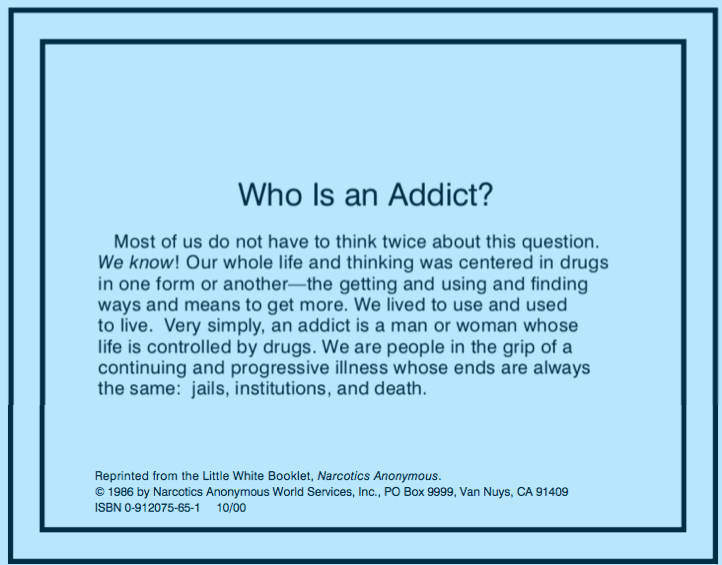 Who Is an Addict?
Most of us do not have to think twice about this question.
We know! Our whole life and thinking was centered in drugs
in one form or another—the getting and using and finding
ways and means to get more. We lived to use and used
to live.  Very simply, an addict is a man or woman whose
life is controlled by drugs. We are people in the grip of a
continuing and progressive illness whose ends are always
the same:  jails, institutions, and death.
Reprinted from the Little White Booklet, Narcotics Anonymous.
© 1986 by Narcotics Anonymous World Services, Inc., PO Box 9999, Van Nuys, CA 91409
ISBN 0-912075-65-1    10/00